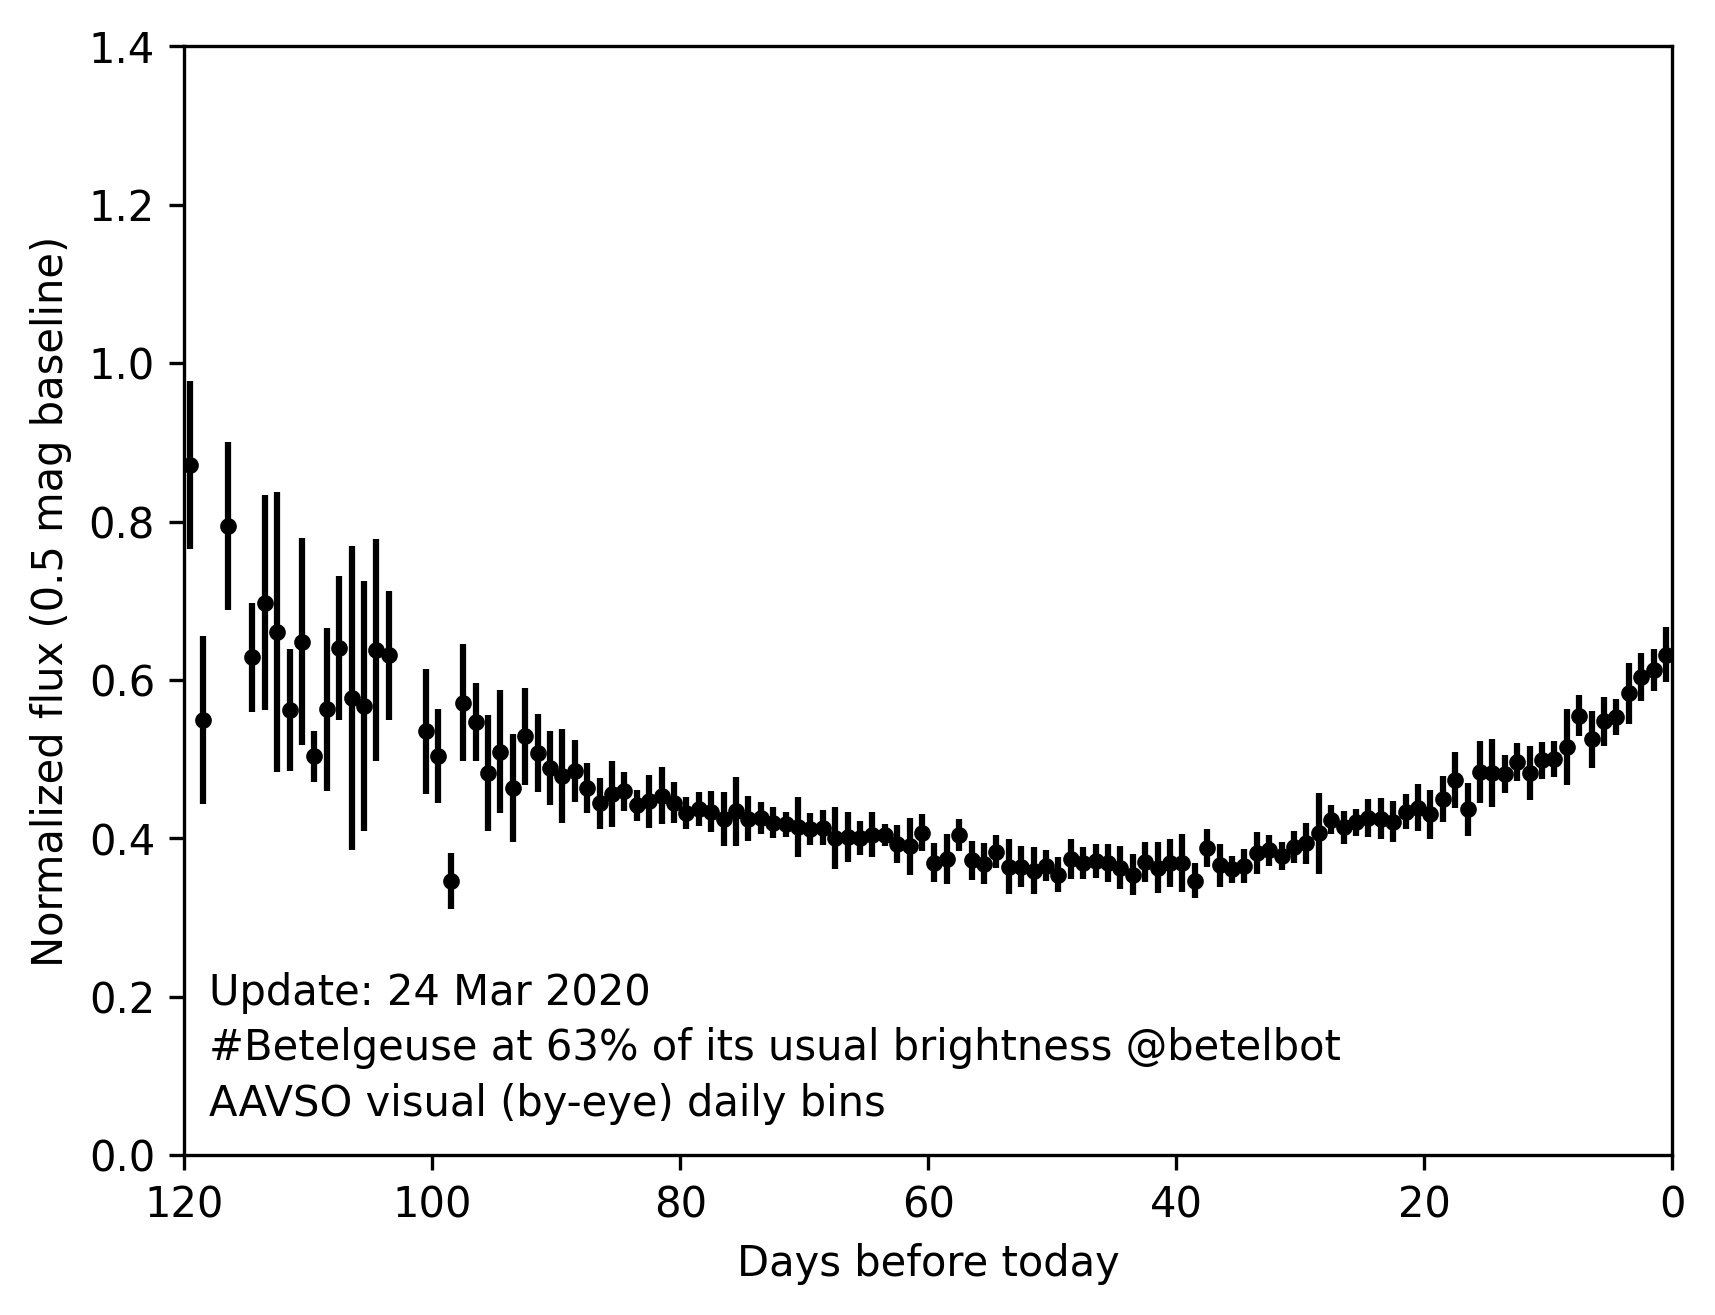 1.4
1.2
1.0
0.8
0.6
0.4
0.2
0.0
Normalized flux (0.5 mag baseline)
Update: 24 Mar 2020
#Betelgeuse at 63% of its usual brightness @betelbot
AAVSO visual (by-eye) daily bins
120 100 80 60 40 20 0
Days before today